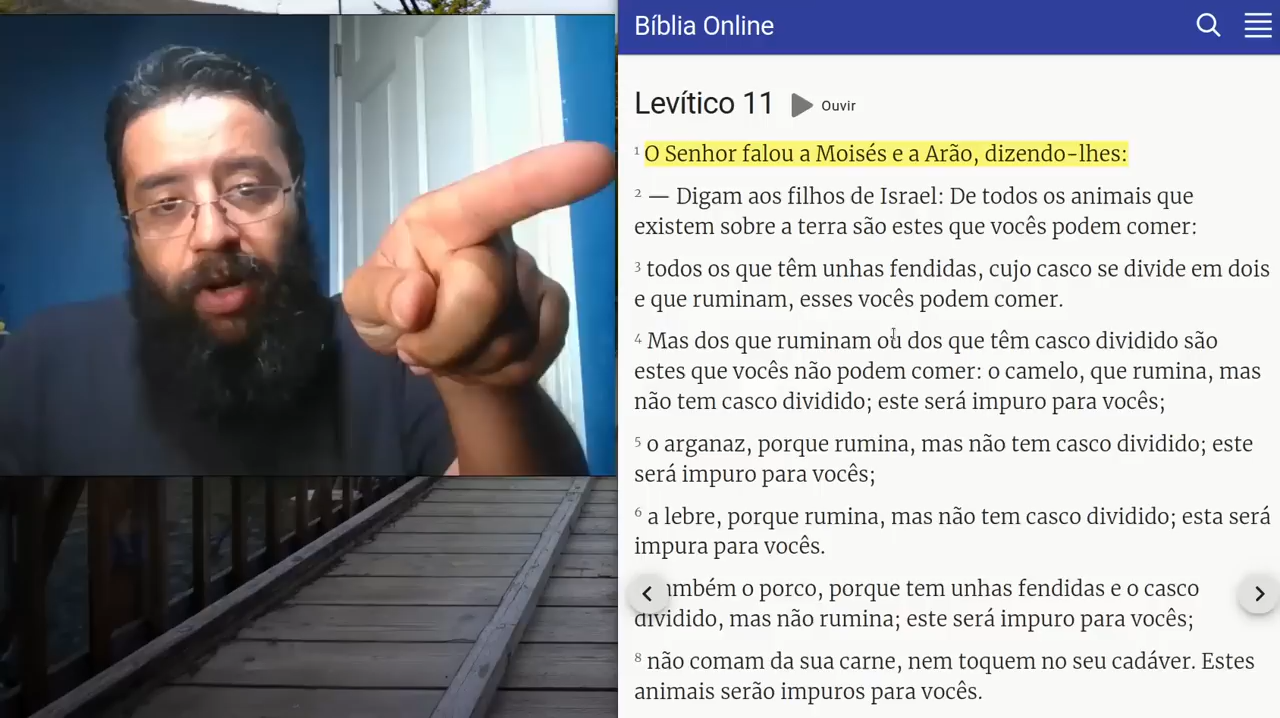 Bíblia Online
Levítico 11
Ouvir
1 O Senhor falou a Moisés e a Arão, dizendo-lhes:
2 — Digam aos filhos de Israel: De todos os animais que
existem sobre a terra são estes que vocês podem comer:
3 todos os que têm unhas fendidas, cujo casco se divide em dois
e que ruminam, esses vocês podem comer.
4 Mas dos que ruminam ou dos que têm casco dividido são
estes que vocês não podem comer: o camelo, que rumina, mas
não tem casco dividido; este será impuro para vocês;
5 o arganaz, porque rumina, mas não tem casco dividido; este
será impuro para vocês;
6 a lebre, porque rumina, mas não tem casco dividido; esta será
impura para vocês.
ambém o porco, porque tem unhas fendidas e o casco
dividido, mas não rumina; este será impuro para vocês;
8 não comam da sua carne, nem toquem no seu cadáver. Estes
animais serão impuros para vocês.